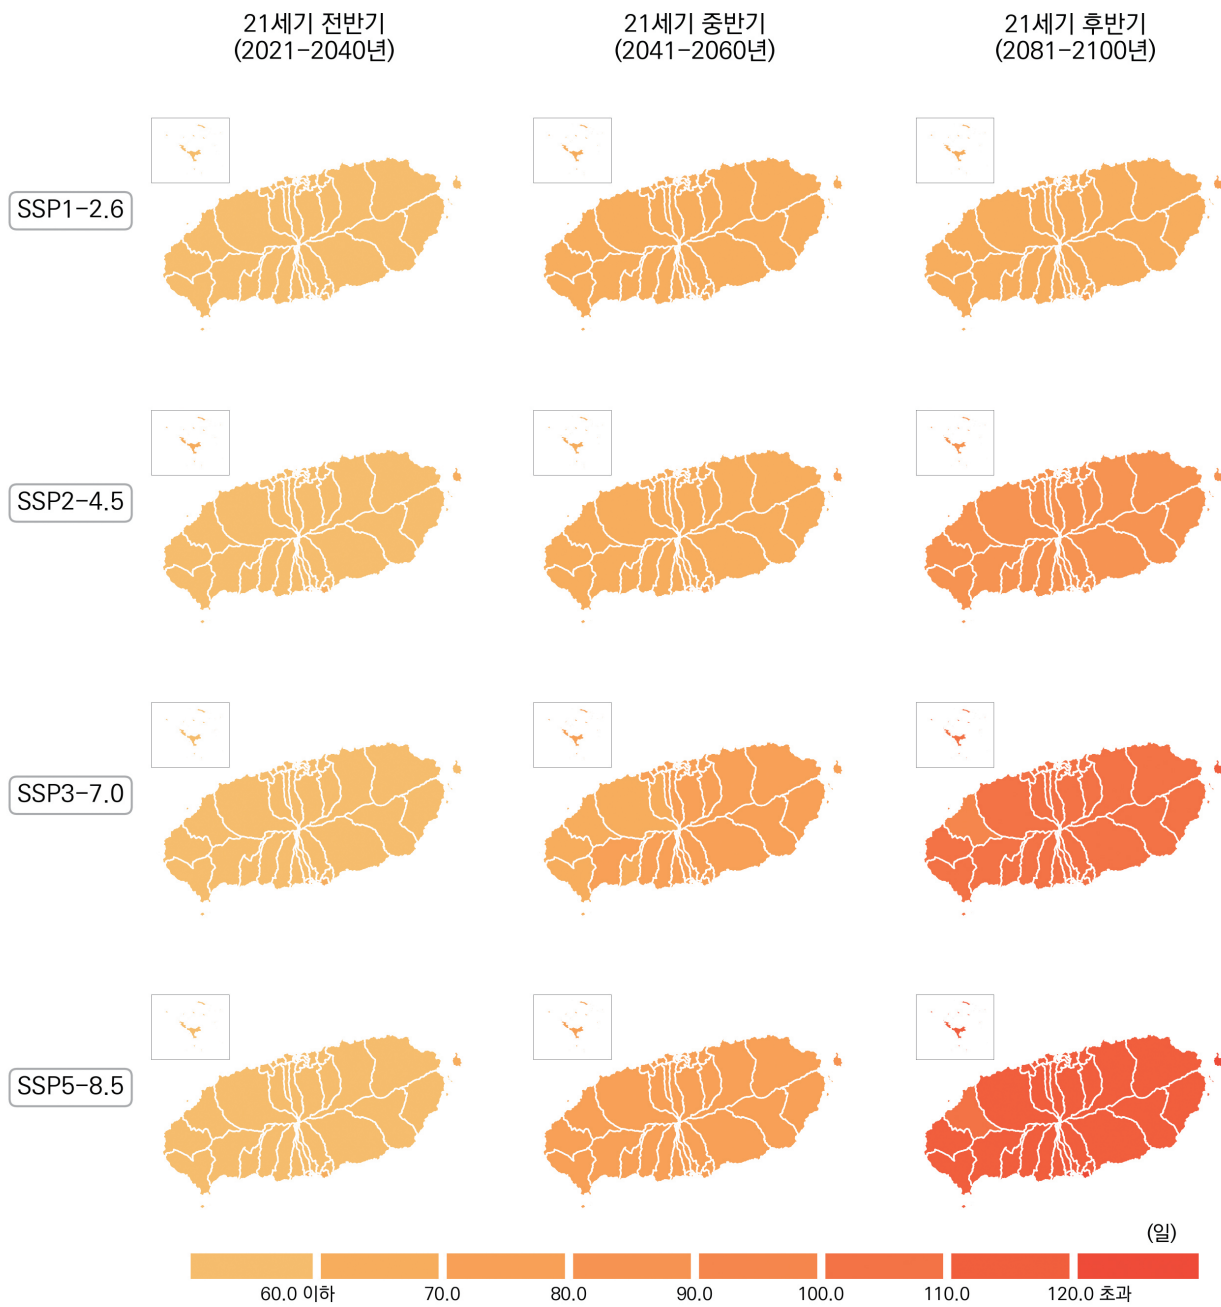 21세기 전반기
(2021-2040년)
21세기 중반기
(2041-2060년)
21세기 후반기
(2081-2100년)
SSP1-2.6
SSP2-4.5
SSP3-7.0
SSP5-8.5
(일)
60.0 이하 70.0 80.0 90.0 100.0 110.0 120.0 초과